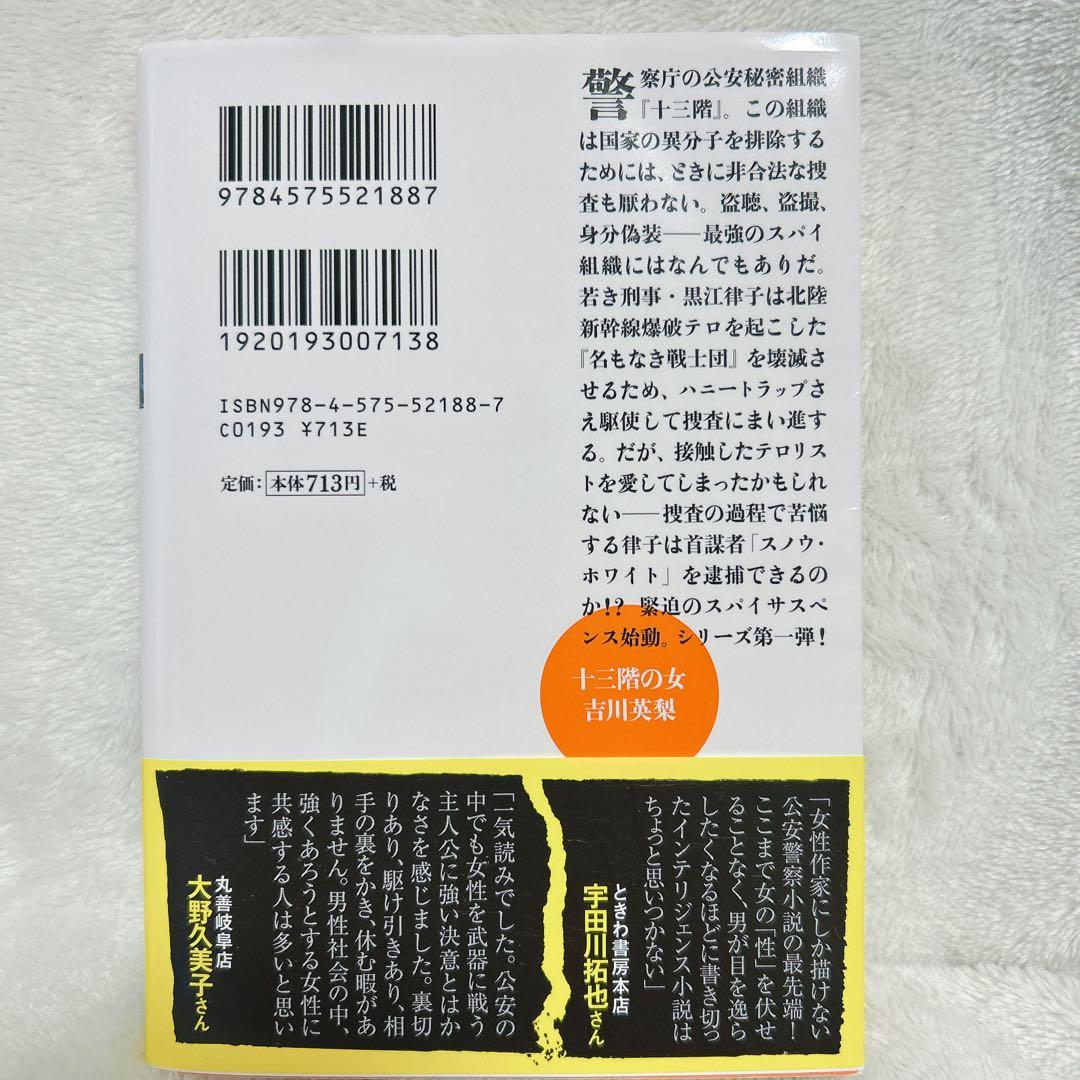 9784575521887
1920193007138
ISBN978-4-575-52188-7
C0193 ¥713E
定価：本体713円＋税
警察庁の公安秘密組織
『十三階』。この組織
は国家の異分子を排除する
ためには、ときに非合法な捜
査も厭わない。盗聴、盗撮、
身分偽装――最強のスパイ
組織にはなんでもありだ。
若き刑事・黒江律子は北陸
新幹線爆破テロを起こした
『名もなき戦士団』を壊滅さ
せるため、ハニートラップさ
え駆使して捜査にまい進す
る。だが、接触したテロリス
トを愛してしまったかもしれ
ない――捜査の過程で苦悩
する律子は首謀者「スノウ・
ホワイト」を逮捕できるの
か!? 緊迫のスパイサスペ
ンス始動。シリーズ第一弾！
十三階の女
吉川英梨
「女性作家にしか描けない
公安警察小説の最先端！
ここまで女の「性」を伏せ
ることなく、男が目を逸ら
したくなるほどに書き切っ
たインテリジェンス小説は
ちょっと思いつかない」
ときわ書房本店
宇田川拓也さん
「一気読みでした。公安の
中でも女性を武器に戦う
主人公に強い決意とはか
なさを感じました。裏切
りあり、駆け引きあり、相
手の裏をかき、休む暇があ
りません。男性社会の中、
強くあろうとする女性に
共感する人は多いと思い
ます」
丸善岐阜店
大野久美子さん